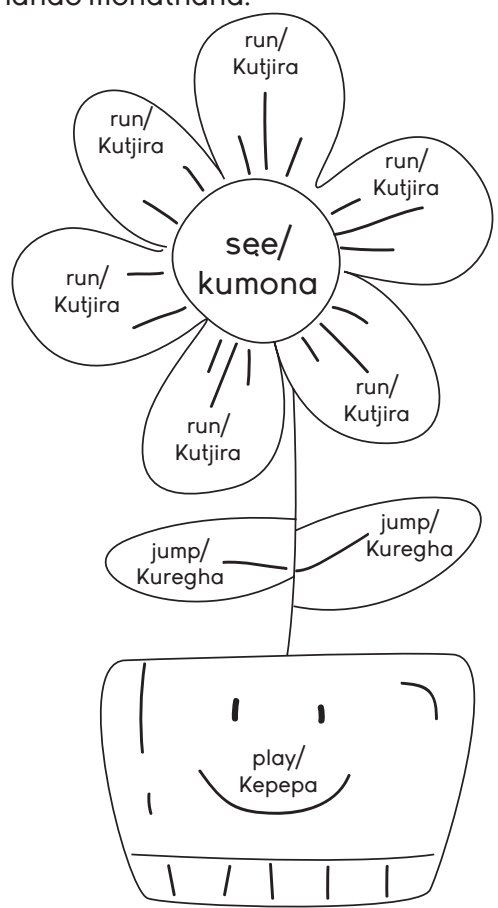 run/
Kutjira
run/
Kutjira
run/
Kutjira
see/
kumona
run/
Kutjira
run/
Kutjira
run/
Kutjira
jump/
Kuregha
jump/
Kuregha
play/
Kepepa